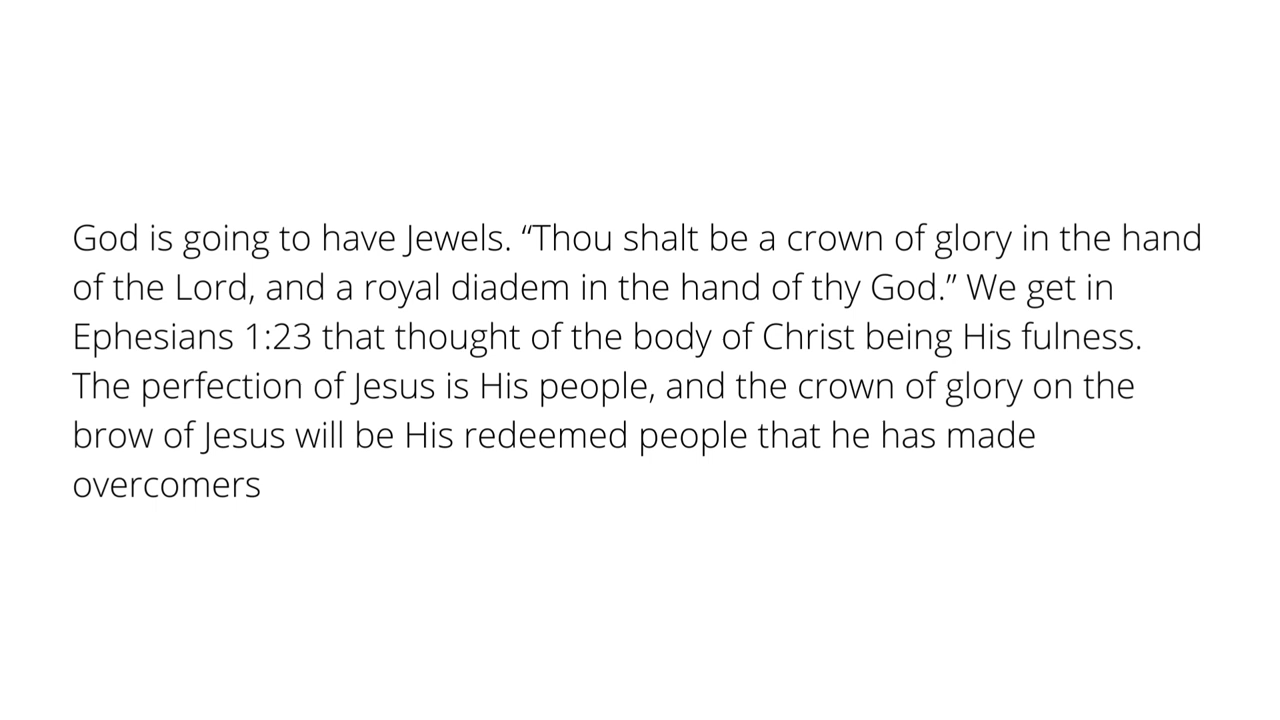 God is going to have Jewels. “Thou shalt be a crown of glory in the hand
of the Lord, and a royal diadem in the hand of thy God.” We get in
Ephesians 1:23 that thought of the body of Christ being His fulness.
The perfection of Jesus is His people, and the crown of glory on the
brow of Jesus will be His redeemed people that he has made
overcomers